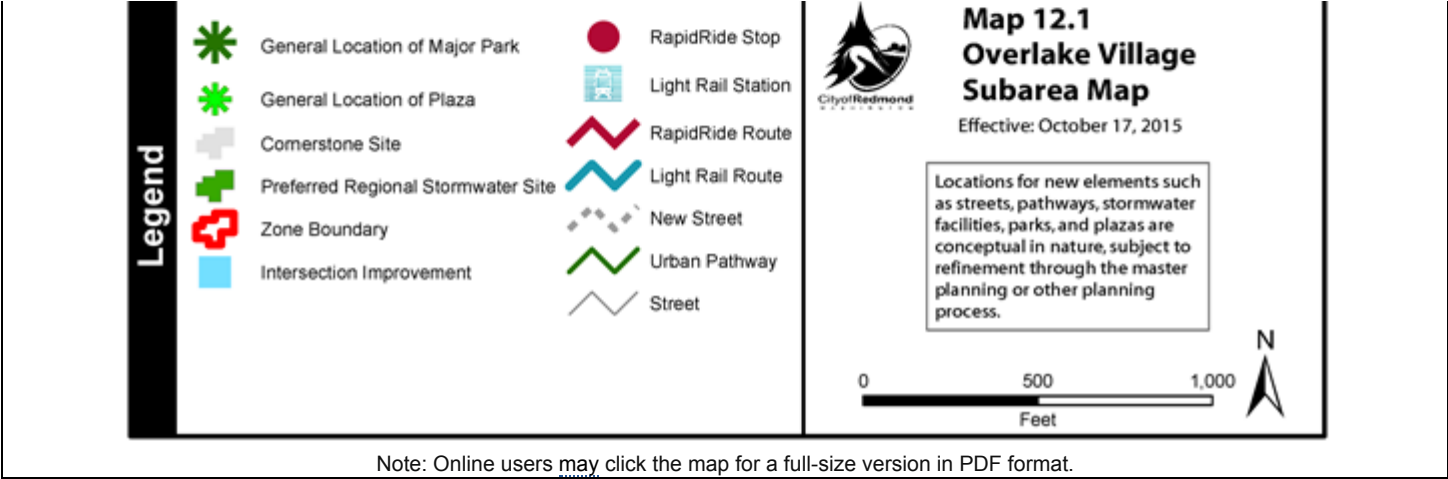 Legend
General Location of Major Park
General Location of Plaza
Cornerstone Site
Preferred Regional Stormwater Site
Zone Boundary
Intersection Improvement
RapidRide Stop
Light Rail Station
RapidRide Route
Light Rail Route
New Street
Urban Pathway
Street
CityofRedmond
Map 12.1
Overlake Village
Subarea Map
Effective: October 17, 2015
Locations for new elements such
as streets, pathways, stormwater
facilities, parks, and plazas are
conceptual in nature, subject to
refinement through the master
planning or other planning
process.
N
0 500 1,000
Feet
Note: Online users may click the map for a full-size version in PDF format.